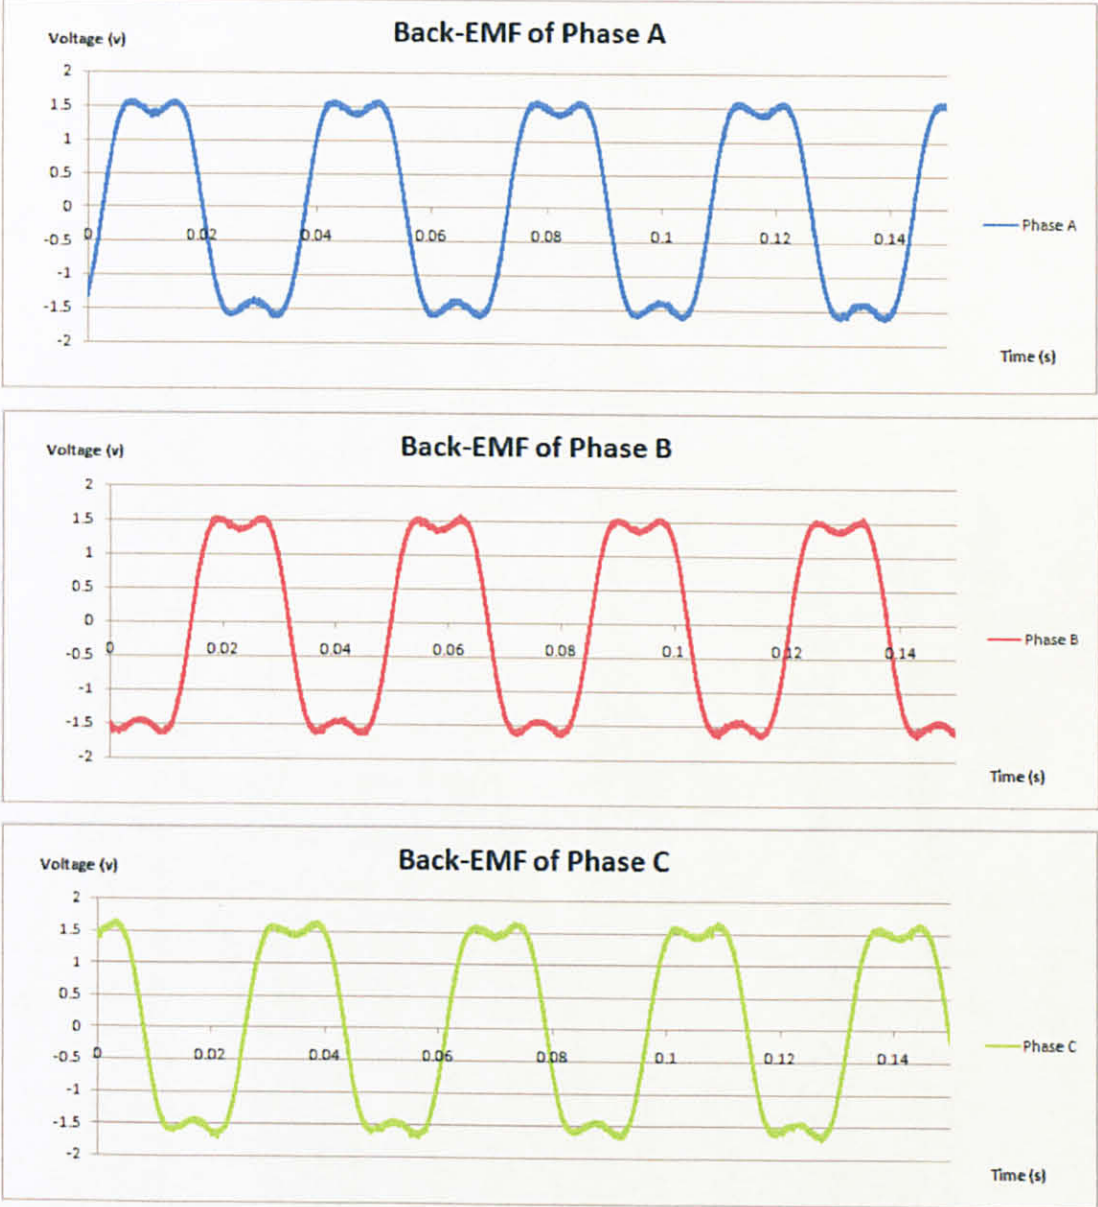 Back-EMF of Phase A
Voltage (v)
2
1.5
1
0.5
0
-0.5
-1
-1.5
-2
0 0.02 0.04 0.06 0.08 0.1 0.12 0.14
Phase A
Time (s)
Back-EMF of Phase B
Voltage (v)
2
1.5
1
0.5
0
-0.5
-1
-1.5
-2
0 0.02 0.04 0.06 0.08 0.1 0.12 0.14
Phase B
Time (s)
Back-EMF of Phase C
Voltage (v)
2
1.5
1
0.5
0
-0.5
-1
-1.5
-2
0 0.02 0.04 0.06 0.08 0.1 0.12 0.14
Phase C
Time (s)